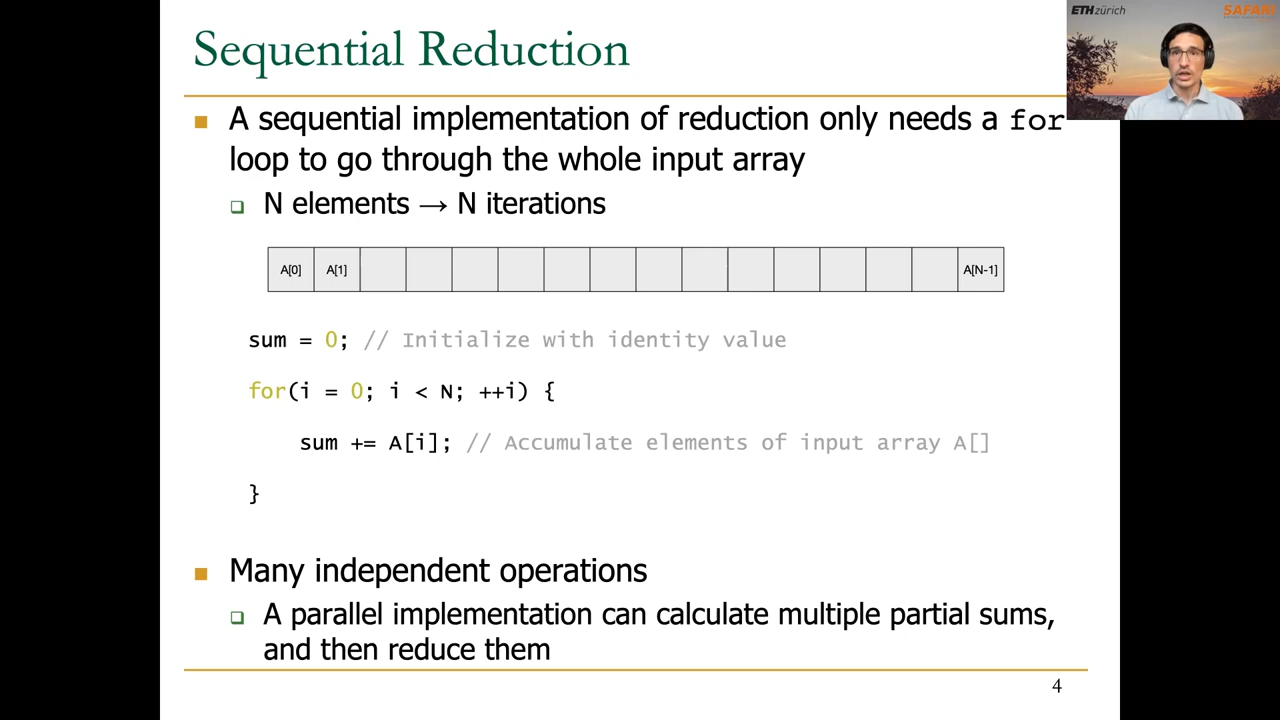 ETH zürich
SAFARI
Sequential Reduction
A sequential implementation of reduction only needs a for
loop to go through the whole input array
N elements → N iterations
A[0] A[1] A[N-1]
sum = 0; // Initialize with identity value
for(i = 0; i < N; ++i) {
sum += A[i]; // Accumulate elements of input array A[]
}
Many independent operations
A parallel implementation can calculate multiple partial sums,
and then reduce them
4